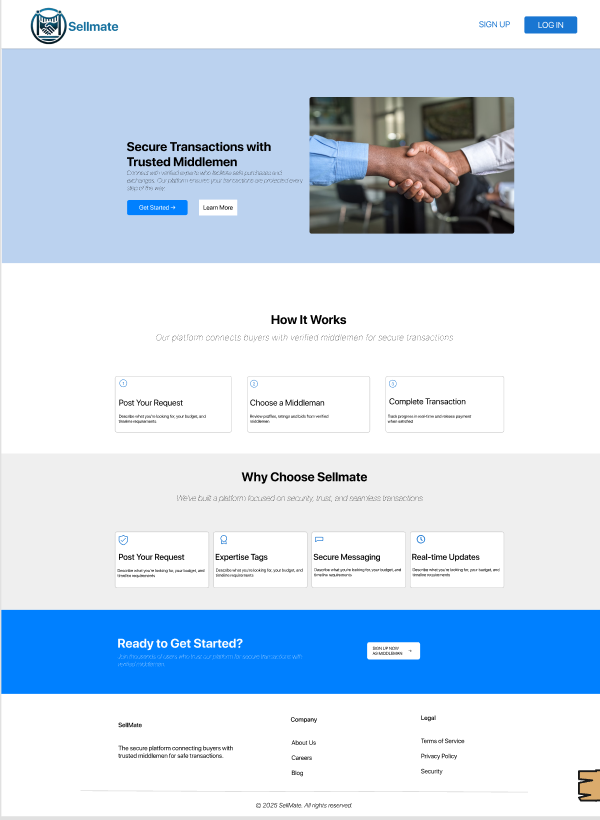 Sellmate
SIGN UP
LOG IN
Secure Transactions with
Trusted Middlemen
Connect with verified experts who facilitate safe purchases and
exchanges. Our platform ensures your transactions are protected every
step of the way.
Get Started →
Learn More
How It Works
Our platform connects buyers with verified middlemen for secure transactions
1
Post Your Request
Describe what you're looking for, your budget, and
timeline requirements
2
Choose a Middleman
Review profiles, ratings and bids from verified
middlemen
3
Complete Transaction
Track progress in real-time and release payment
when satisfied
Why Choose Sellmate
We've built a platform focused on security, trust, and seamless transactions
Post Your Request
Describe what you're looking for, your budget, and
timeline requirements
Expertise Tags
Describe what you're looking for, your budget, and
timeline requirements
Secure Messaging
Describe what you're looking for, your budget, and
timeline requirements
Real-time Updates
Describe what you're looking for, your budget, and
timeline requirements
Ready to Get Started?
Join thousands of users who trust our platform for secure transactions with
verified middlemen
SIGN UP NOW
AS MIDDLEMAN →
SellMate
The secure platform connecting buyers with
trusted middlemen for safe transactions.
Company
About Us
Careers
Blog
Legal
Terms of Service
Privacy Policy
Security
© 2025 SellMate. All rights reserved.